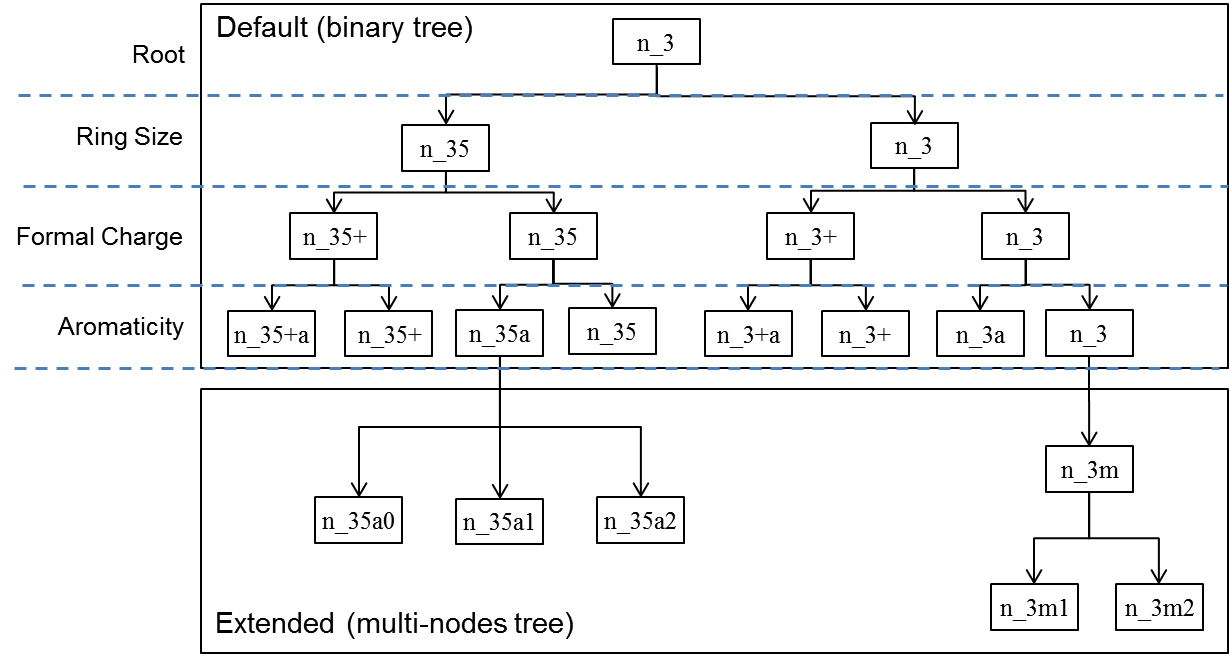 Default (binary tree)
Root
n_3
Ring Size
n_35
n_3
Formal Charge
n_35+
n_35
n_3+
n_3
Aromaticity
n_35+a
n_35+
n_35a
n_35
n_3+a
n_3+
n_3a
n_3
n_3m
n_35a0
n_35a1
n_35a2
n_3m1
n_3m2
Extended (multi-nodes tree)